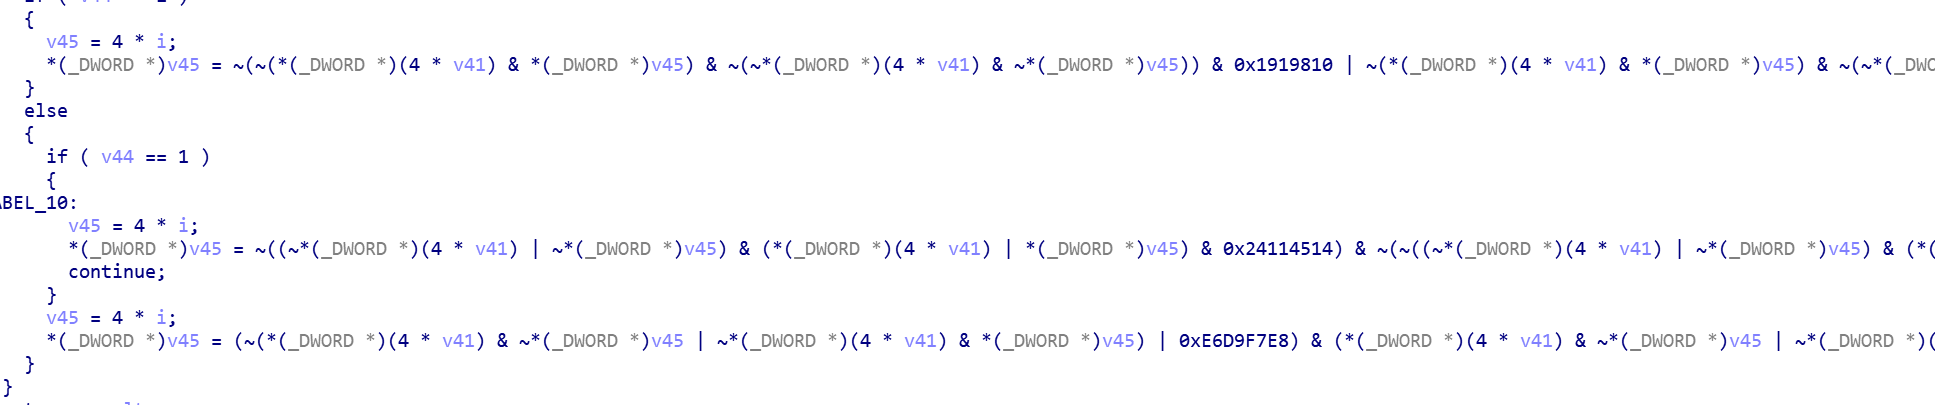 {
v45 = 4 * i;
*(_DWORD *)v45 = ~(~(*(_DWORD *)(4 * v41) & *(_DWORD *)v45) & ~(~*(_DWORD *)(4 * v41) & ~*(_DWORD *)v45)) & 0x1919810 | ~(*(_DWORD *)(4 * v41) & *(_DWORD *)v45) & ~(~*(_DWO
}
else
{
if ( v44 == 1 )
{
ABEL_10:
v45 = 4 * i;
*(_DWORD *)v45 = ~((~*(_DWORD *)(4 * v41) | ~*(_DWORD *)v45) & (*(_DWORD *)(4 * v41) | *(_DWORD *)v45) & 0x24114514) & ~(~((~*(_DWORD *)(4 * v41) | ~*(_DWORD *)v45) & (*(
continue;
}
v45 = 4 * i;
*(_DWORD *)v45 = (~(*(_DWORD *)(4 * v41) & ~*(_DWORD *)v45 | ~*(_DWORD *)(4 * v41) & *(_DWORD *)v45) | 0xE6D9F7E8) & (*(_DWORD *)(4 * v41) & ~*(_DWORD *)v45 | ~*(_DWORD *)(
}
}